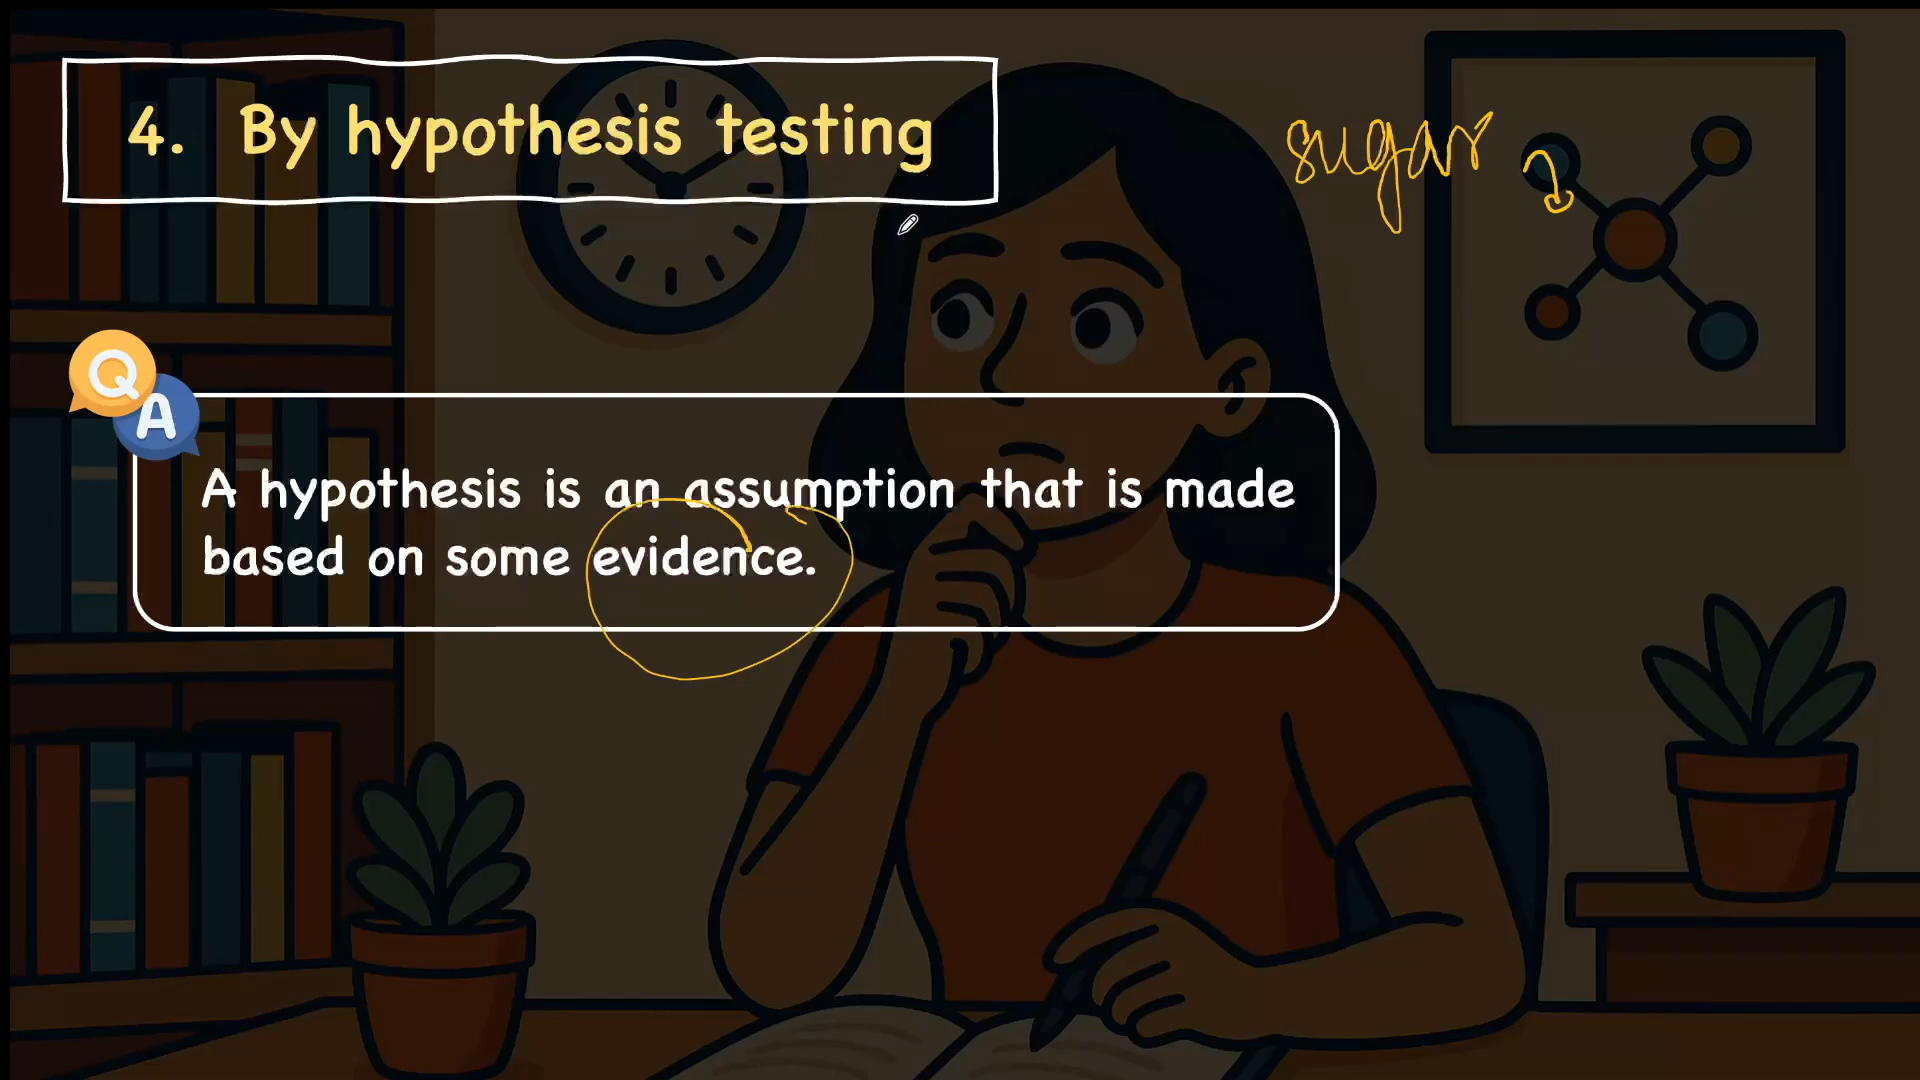 4. By hypothesis testing
sugar
Q
A
A hypothesis is an assumption that is made
based on some evidence.